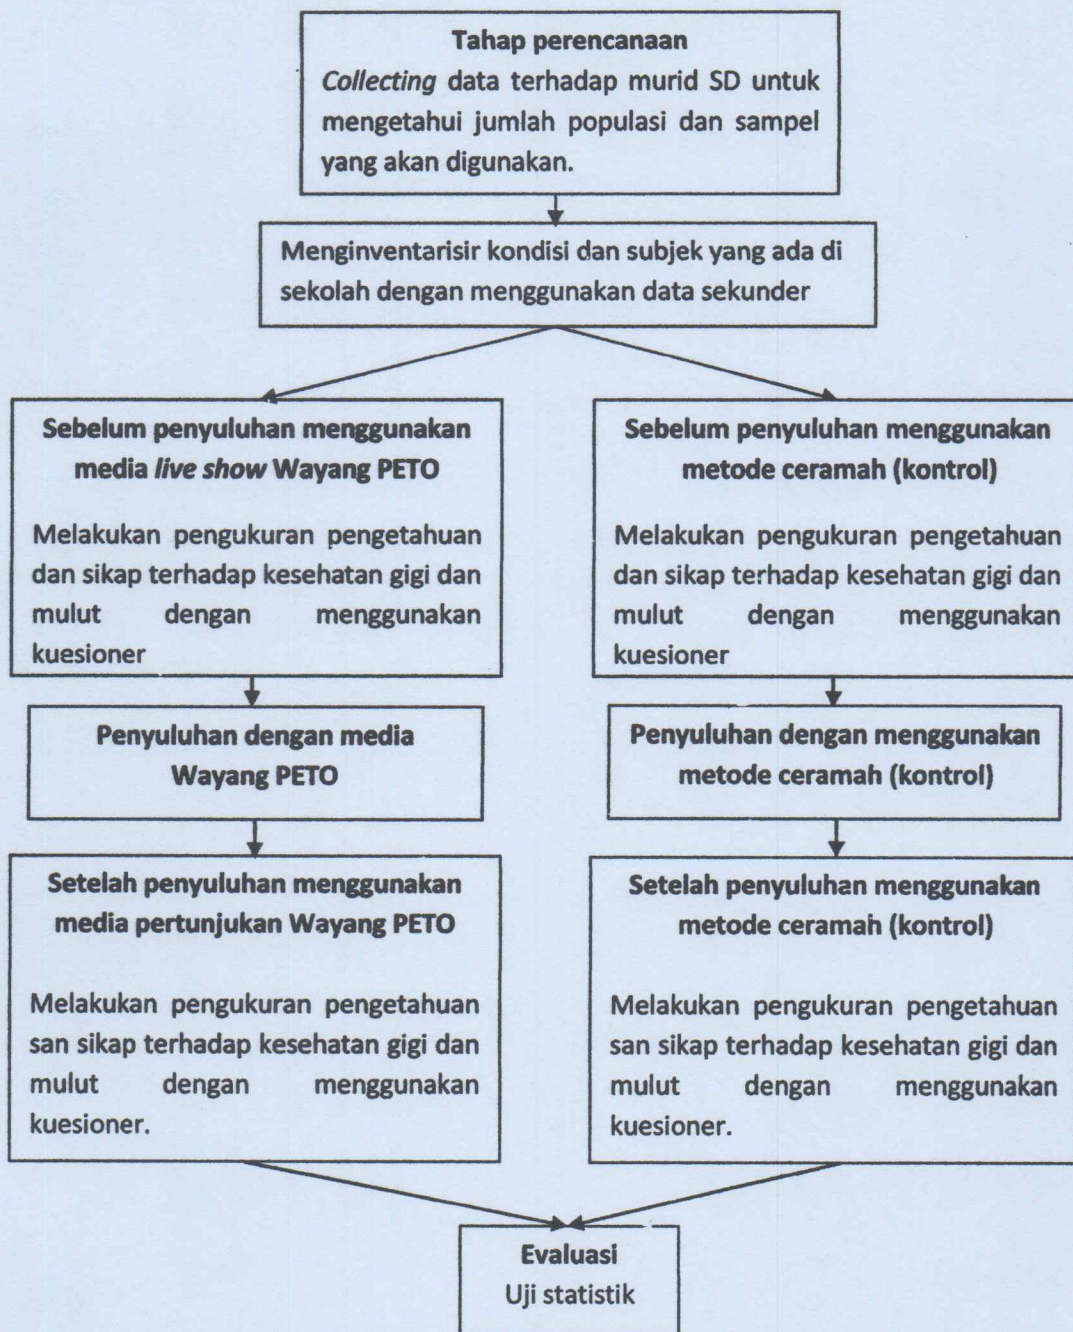 Tahap perencanaan
Collecting data terhadap murid SD untuk
mengetahui jumlah populasi dan sampel
yang akan digunakan.
Menginventarisir kondisi dan subjek yang ada di
sekolah dengan menggunakan data sekunder
Sebelum penyuluhan menggunakan
media live show Wayang PETO
Melakukan pengukuran pengetahuan
dan sikap terhadap kesehatan gigi dan
mulut dengan menggunakan
kuesioner
Sebelum penyuluhan menggunakan
metode ceramah (kontrol)
Melakukan pengukuran pengetahuan
dan sikap terhadap kesehatan gigi dan
mulut dengan menggunakan
kuesioner
Penyuluhan dengan media
Wayang PETO
Penyuluhan dengan menggunakan
metode ceramah (kontrol)
Setelah penyuluhan menggunakan
media pertunjukan Wayang PETO
Melakukan pengukuran pengetahuan
san sikap terhadap kesehatan gigi dan
mulut dengan menggunakan
kuesioner.
Setelah penyuluhan menggunakan
metode ceramah (kontrol)
Melakukan pengukuran pengetahuan
san sikap terhadap kesehatan gigi dan
mulut dengan menggunakan
kuesioner.
Evaluasi
Uji statistik